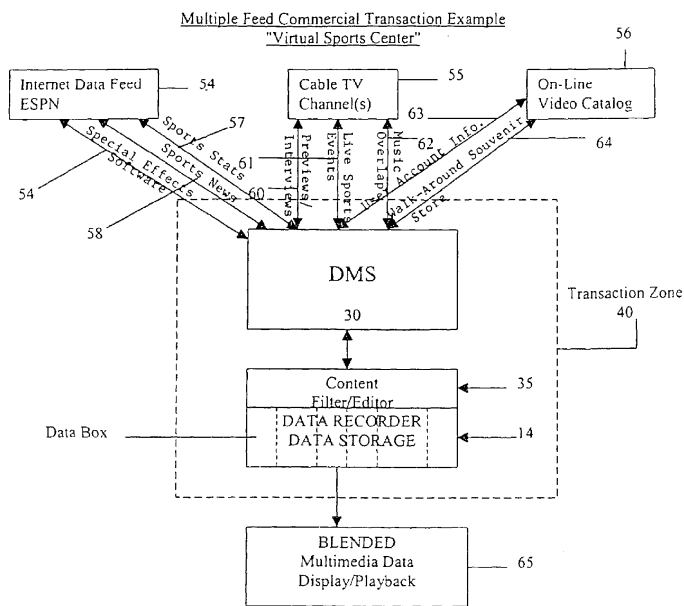 Multiple Feed Commercial Transaction Example
"Virtual Sports Center"
56
Internet Data Feed
ESPN
54
Cable TV
Channel(s)
55
On-Line
Video Catalog
57
63
62
64
61
60
54
58
Sports Stats
Sports News
Special Effects
Software
Previews
Interviews
Live Sports
Events
Music
Overlap
User Account Info.
Walk-Around Souvenir
Store
DMS
30
Transaction Zone
40
Content
Filter/Editor
35
DATA RECORDER
DATA STORAGE
14
Data Box
BLENDED
Multimedia Data
Display/Playback
65